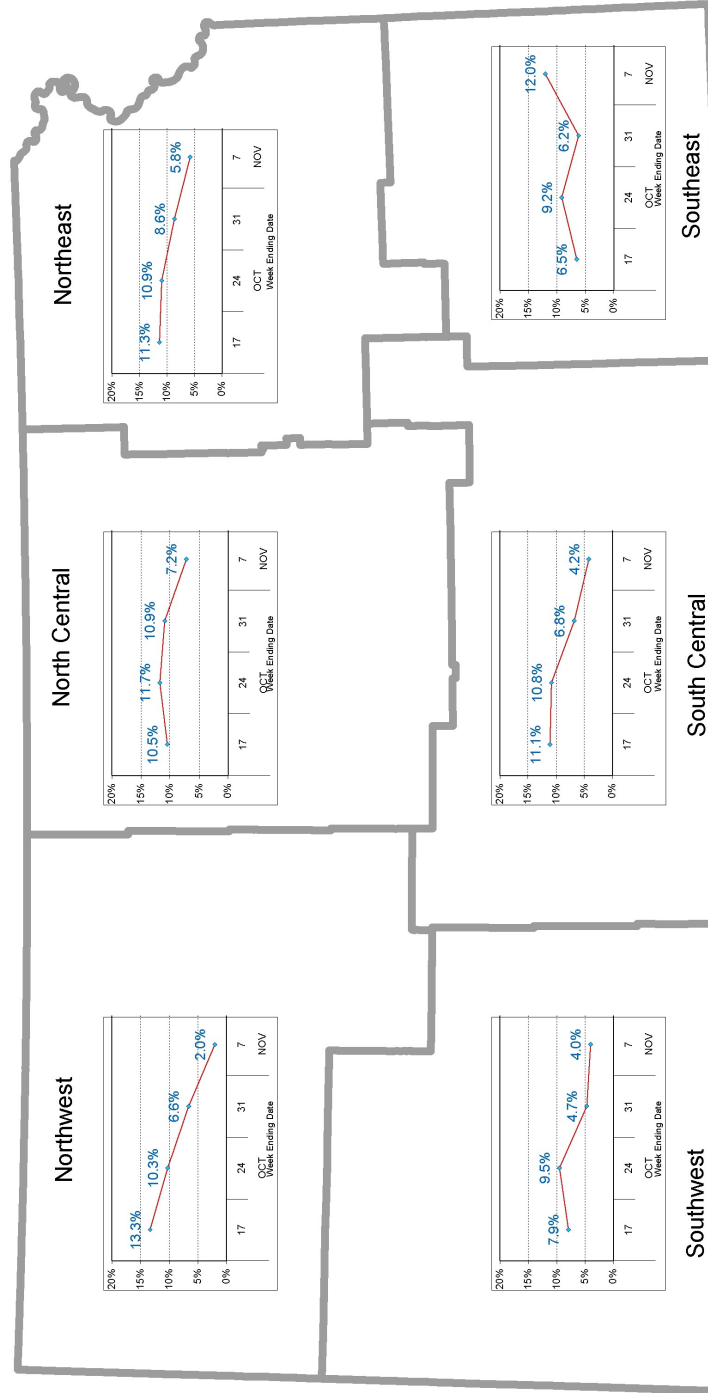 Northwest
20%
15%
10%
5%
0%
13.3%
10.3%
6.6%
2.0%
17 24 31 7
OCT NOV
Week Ending Date
North Central
20%
15%
10%
5%
0%
10.5%
11.7%
10.9%
7.2%
17 24 31 7
OCT NOV
Week Ending Date
Northeast
20%
15%
10%
5%
0%
11.3%
10.9%
8.6%
5.8%
17 24 31 7
OCT NOV
Week Ending Date
20%
15%
10%
5%
0%
7.9%
9.5%
4.7%
4.0%
17 24 31 7
OCT NOV
Week Ending Date
Southwest
20%
15%
10%
5%
0%
11.1%
10.8%
6.8%
4.2%
17 24 31 7
OCT NOV
Week Ending Date
South Central
20%
15%
10%
5%
0%
6.5%
9.2%
6.2%
12.0%
17 24 31 7
OCT NOV
Week Ending Date
Southeast